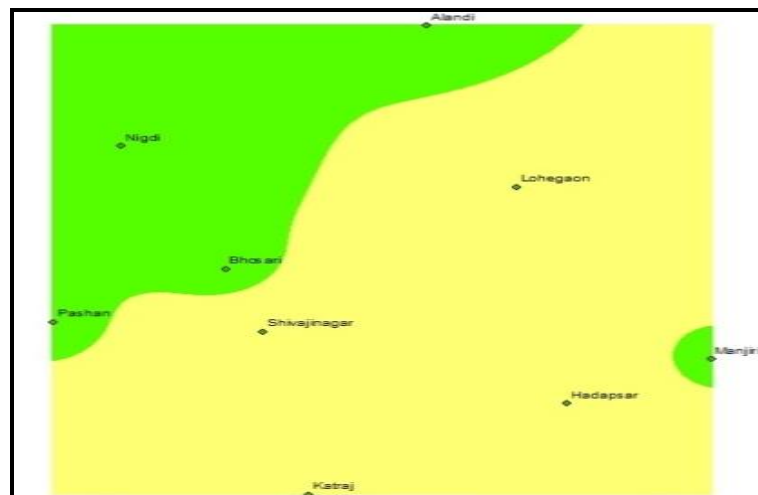 Alandi
Nigdi
Lohegaon
Bhosari
Pashan
Shivajinagar
Manjiri
Hadapsar
Katraj